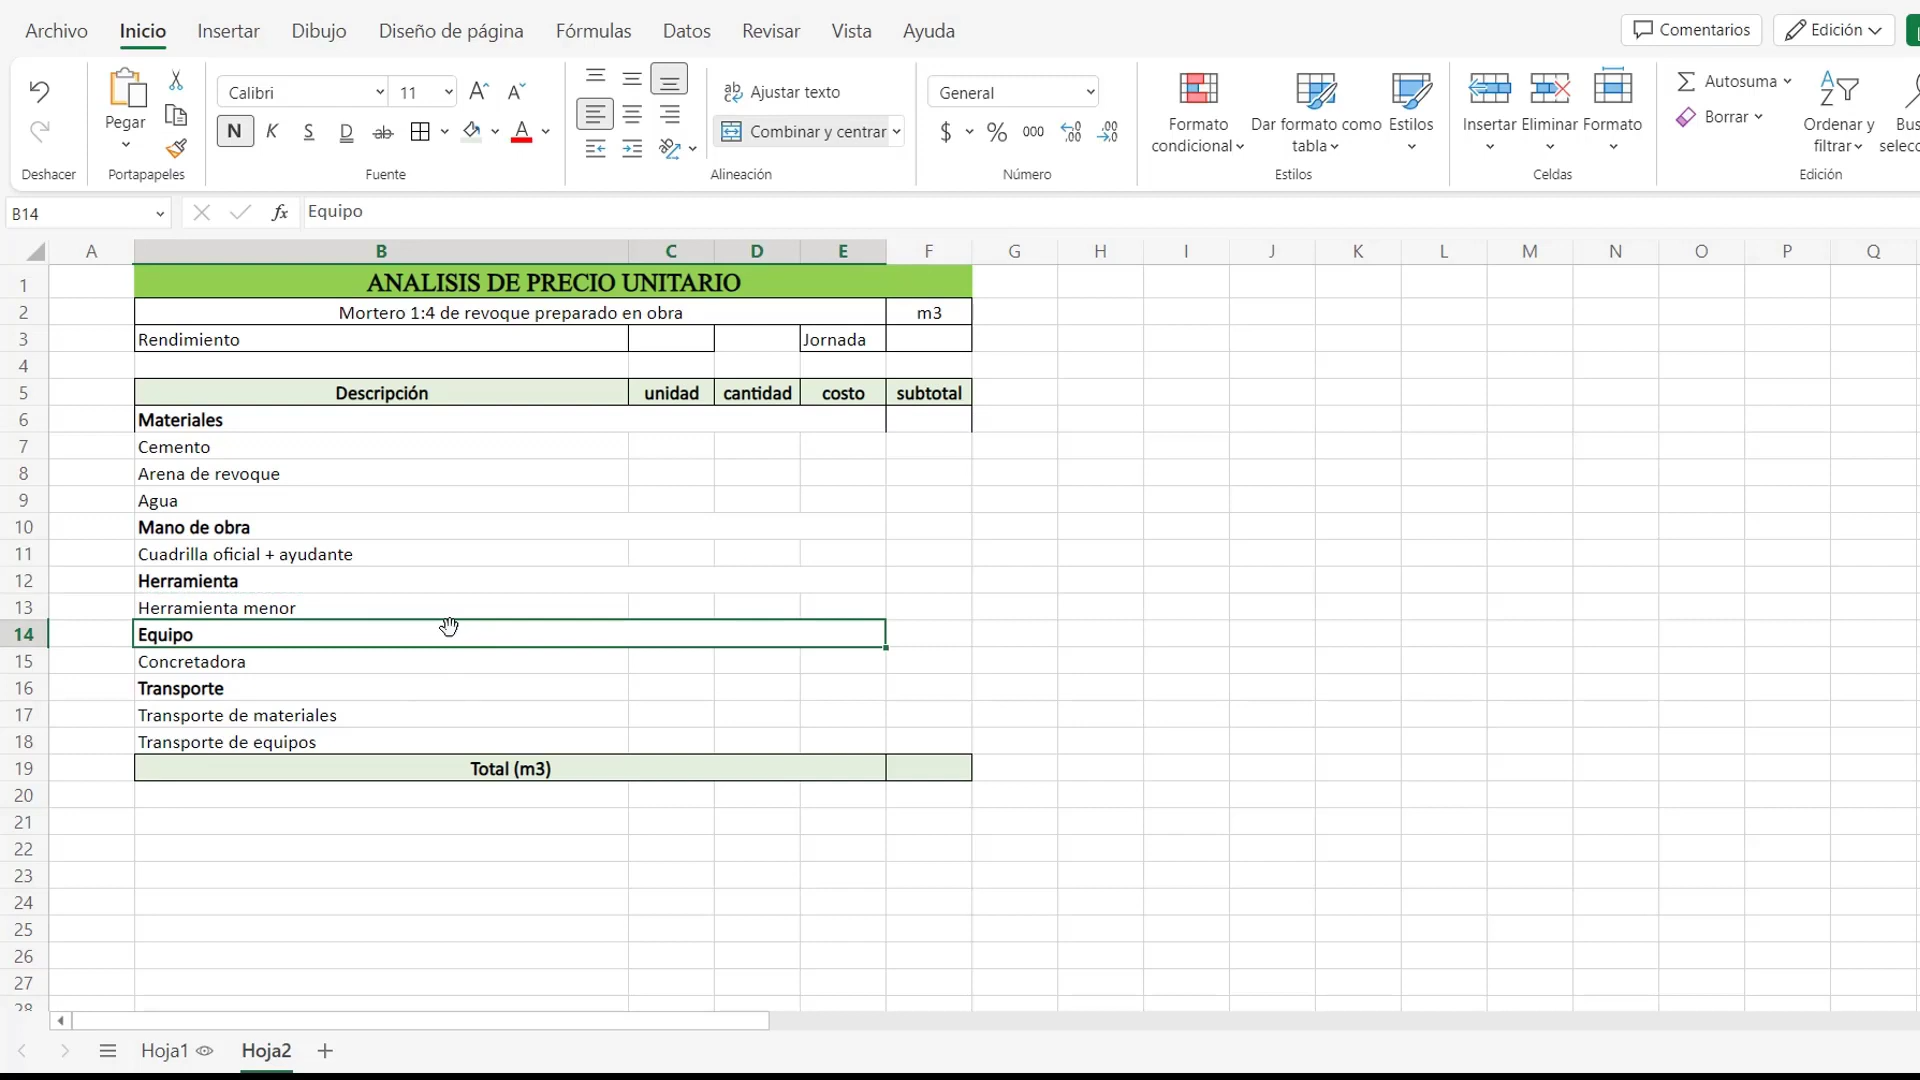 Archivo Inicio Insertar Dibujo Diseño de página Fórmulas Datos Revisar Vista Ayuda Comentarios Edición
Calibri 11 ab Ajustar texto General Autosuma
Pegar N K S D ab A Combinar y centrar $ % 000 Formato condicional Dar formato como tabla Estilos Insertar Eliminar Formato Borrar Ordenar y filtrar
Deshacer Portapapeles Fuente Alineación Número Estilos Celdas Edición
B14 fx Equipo
A B C D E F G H I J K L M N O P Q
1 ANALISIS DE PRECIO UNITARIO
2 Mortero 1:4 de revoque preparado en obra m3
3 Rendimiento Jornada
4
5 Descripción unidad cantidad costo subtotal
6 Materiales
7 Cemento
8 Arena de revoque
9 Agua
10 Mano de obra
11 Cuadrilla oficial + ayudante
12 Herramienta
13 Herramienta menor
14 Equipo
15 Concretadora
16 Transporte
17 Transporte de materiales
18 Transporte de equipos
19 Total (m3)
20
21
22
23
24
25
26
27
28
Hoja1 Hoja2